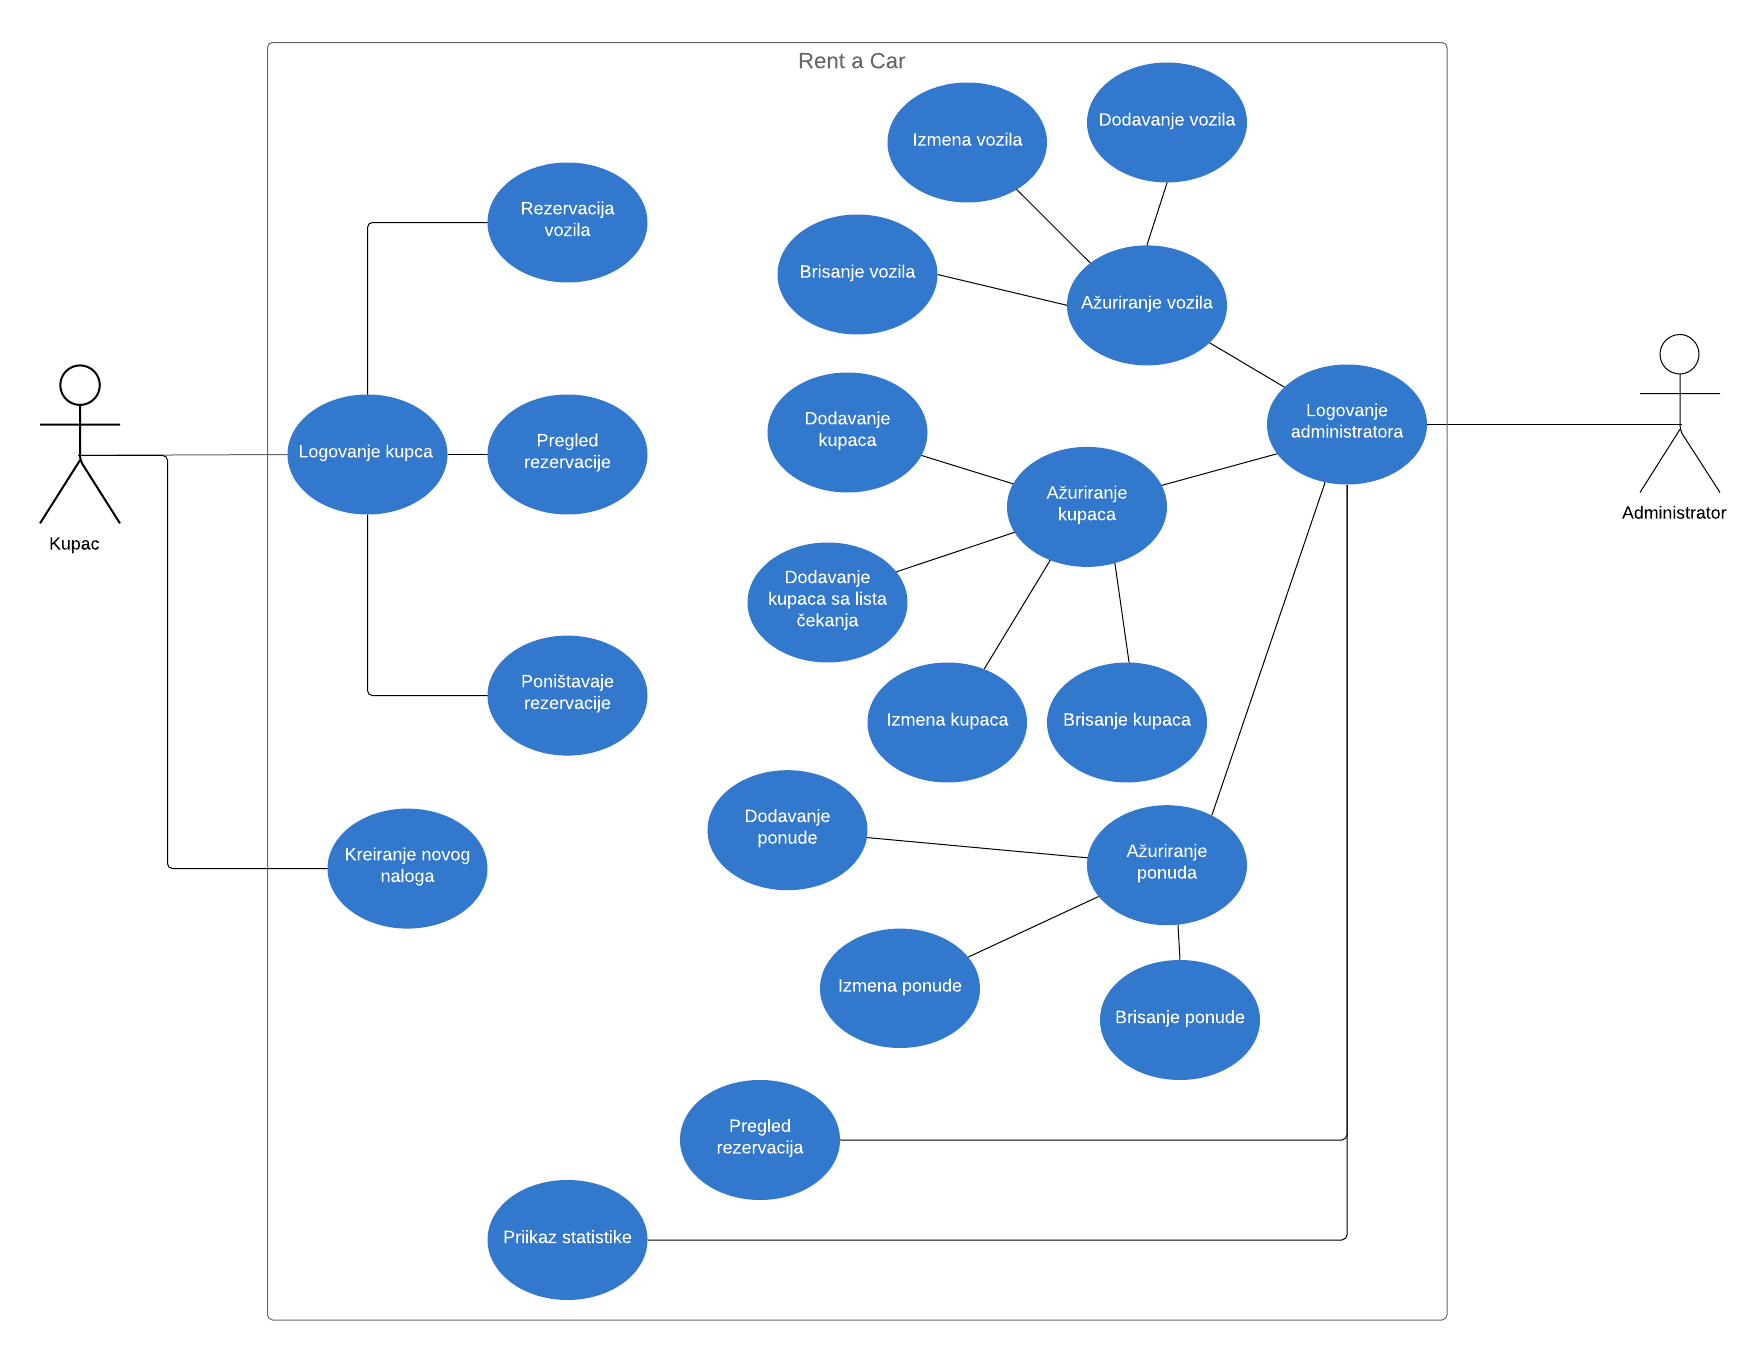 Rent a Car
Izmena vozila
Dodavanje vozila
Rezervacija
vozila
Brisanje vozila
Ažuriranje vozila
Logovanje kupca
Pregled
rezervacije
Dodavanje
kupaca
Logovanje
administratora
Ažuriranje
kupaca
Kupac
Administrator
Dodavanje
kupaca sa lista
čekanja
Poništavaje
rezervacije
Izmena kupaca
Brisanje kupaca
Dodavanje
ponude
Kreiranje novog
naloga
Ažuriranje
ponuda
Izmena ponude
Brisanje ponude
Pregled
rezervacija
Priikaz statistike